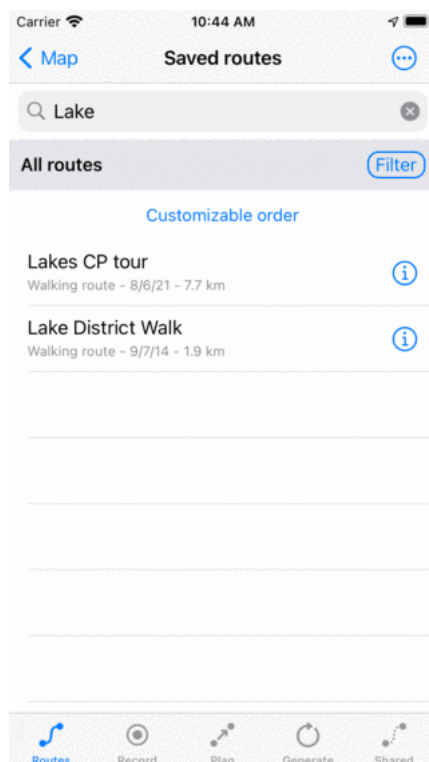 Carrier 10:44 AM
Map Saved routes
Lake
All routes Filter
Customizable order
Lakes CP tour
Walking route - 8/6/21 - 7.7 km
Lake District Walk
Walking route - 9/7/14 - 1.9 km
Routes Record Plan Generate Shared